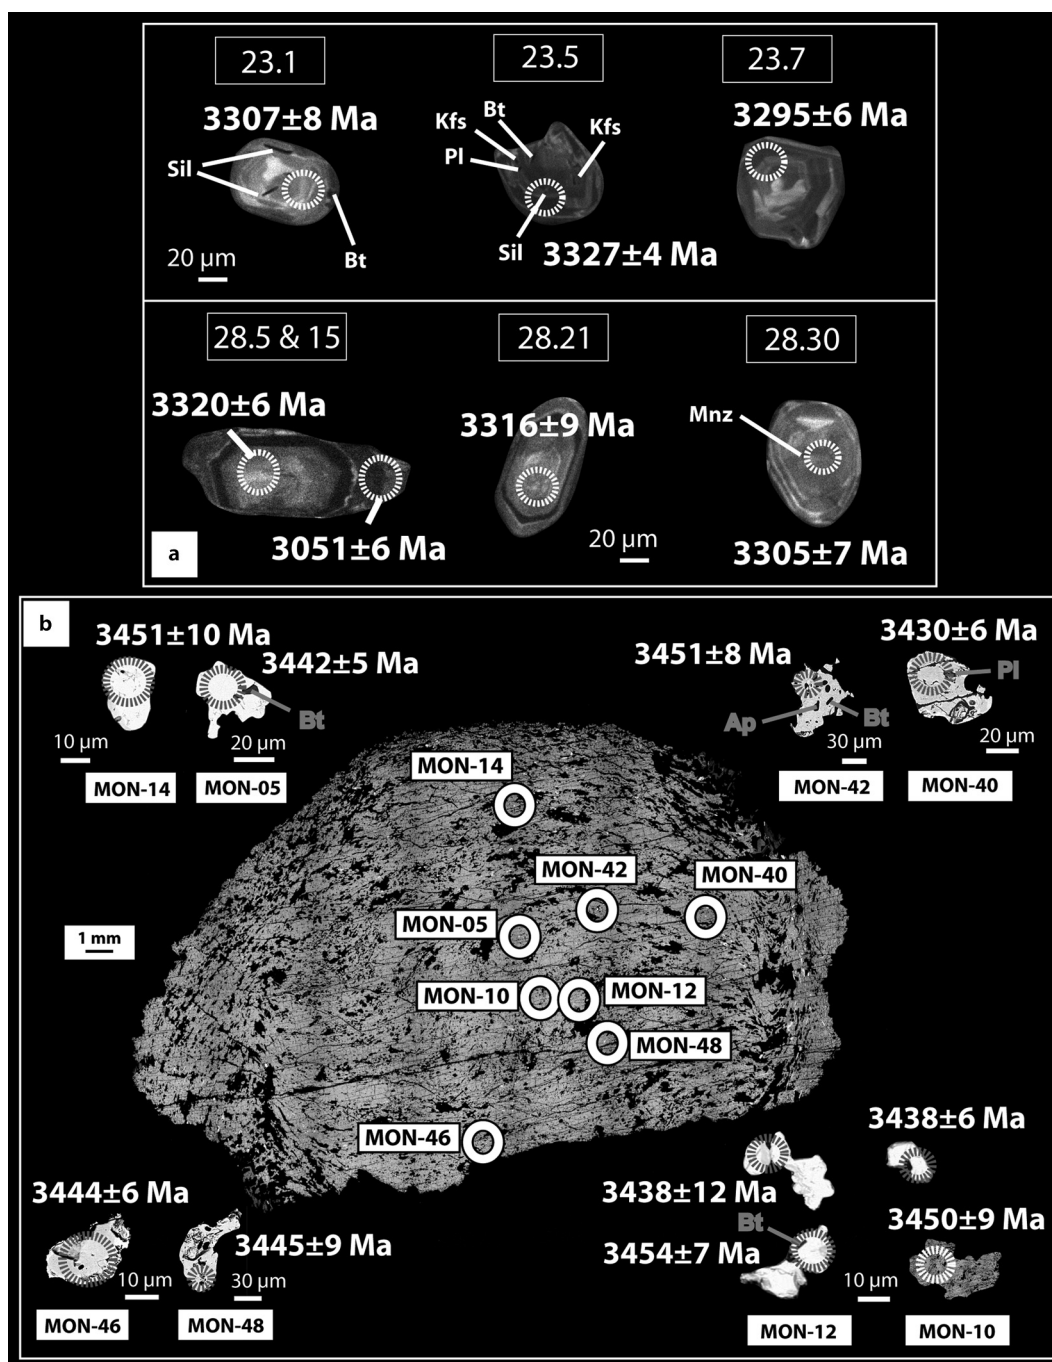 23.1
23.5
23.7
3307±8 Ma
Bt
Kfs
Kfs
3295±6 Ma
Pl
Sil
Sil
3327±4 Ma
Bt
20 µm
28.5 & 15
28.21
28.30
3320±6 Ma
3316±9 Ma
Mnz
3051±6 Ma
20 µm
3305±7 Ma
a
b
3451±10 Ma
3442±5 Ma
Bt
10 µm
20 µm
MON-14
MON-05
3451±8 Ma
3430±6 Ma
Pl
Ap
Bt
30 µm
20 µm
MON-42
MON-40
MON-14
MON-42
MON-40
MON-05
1 mm
MON-10
MON-12
MON-48
MON-46
3444±6 Ma
3445±9 Ma
10 µm
30 µm
MON-46
MON-48
3438±6 Ma
3438±12 Ma
Bt
3450±9 Ma
3454±7 Ma
10 µm
MON-12
MON-10